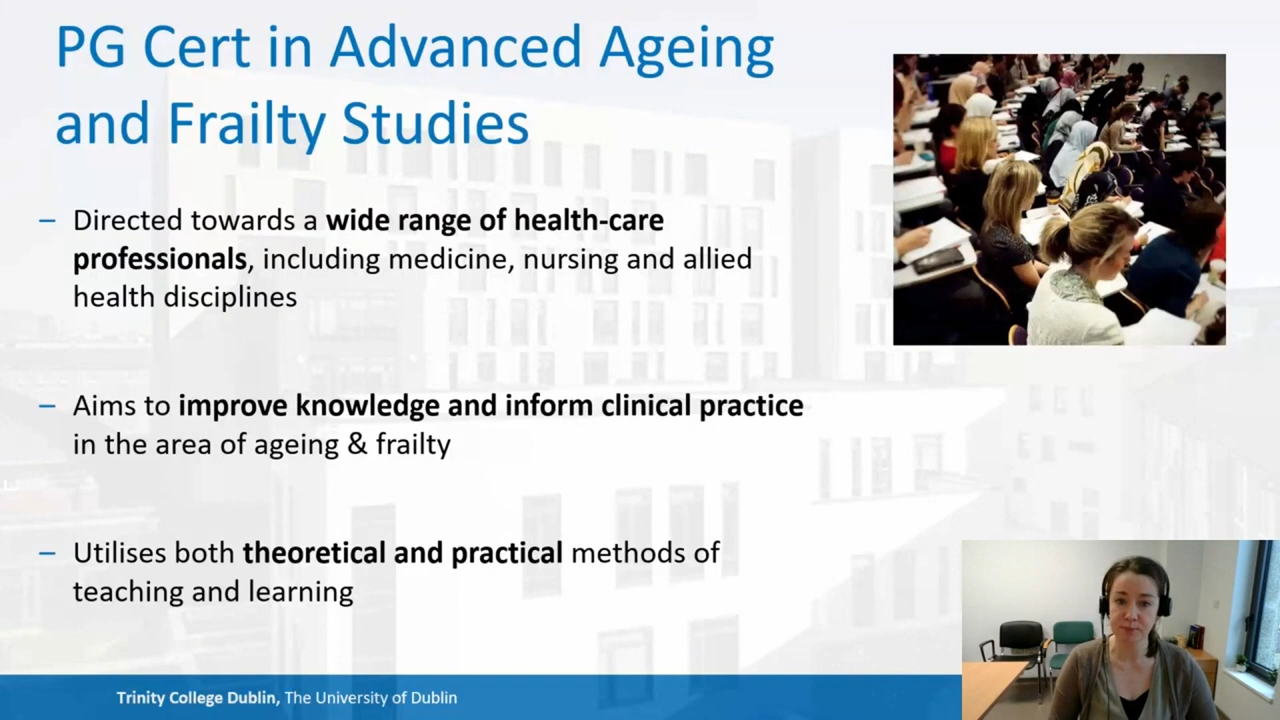 PG Cert in Advanced Ageing
and Frailty Studies
– Directed towards a wide range of health-care
professionals, including medicine, nursing and allied
health disciplines
– Aims to improve knowledge and inform clinical practice
in the area of ageing & frailty
– Utilises both theoretical and practical methods of
teaching and learning
Trinity College Dublin, The University of Dublin